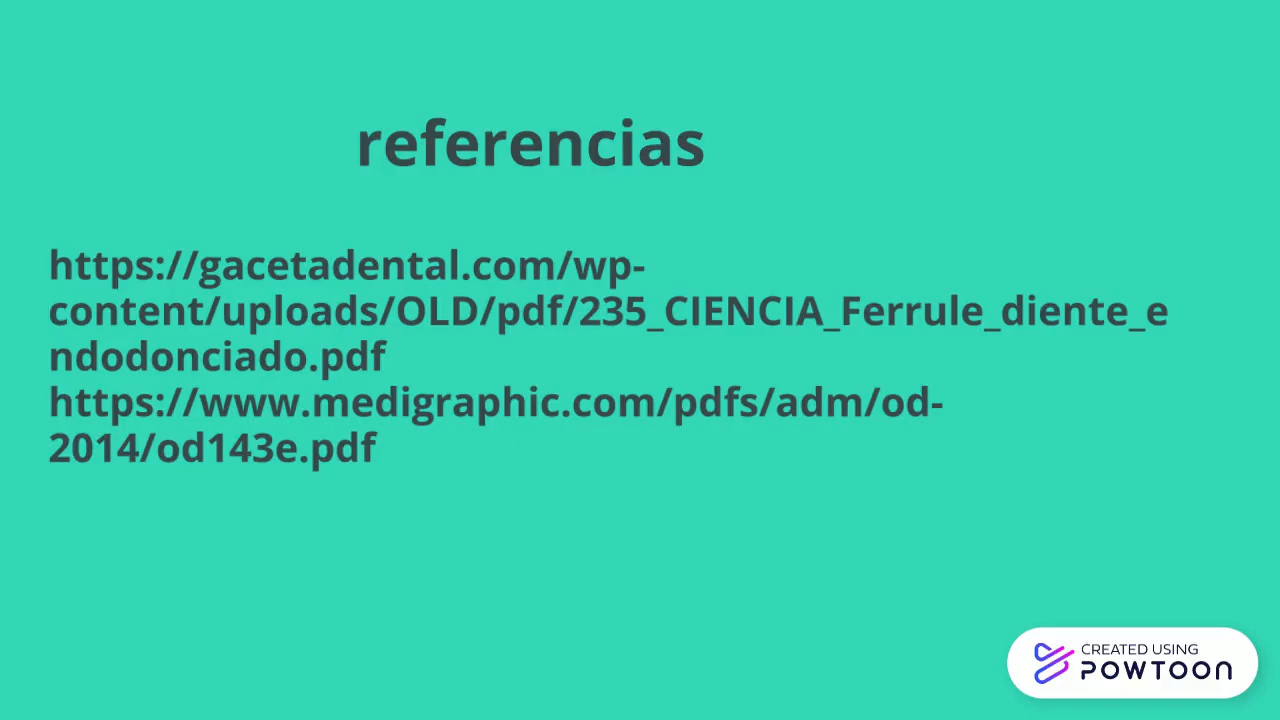 referencias
https://gacetadental.com/wp-
content/uploads/OLD/pdf/235_CIENCIA_Ferrule_diente_e
ndodonciado.pdf
https://www.medigraphic.com/pdfs/adm/od-
2014/od143e.pdf
CREATED USING
POWTOON